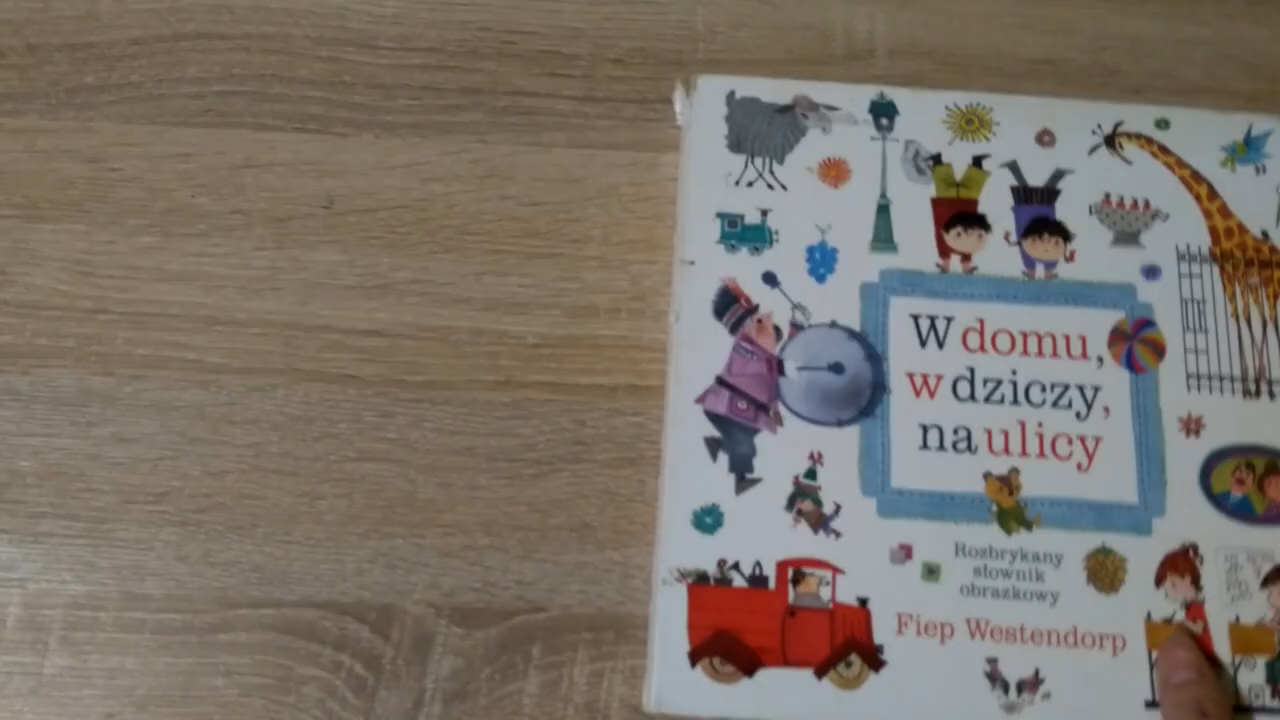 W domu,
w dziczy,
na ulicy
Rozbrykany
słownik
obrazkowy
Fiep Westendorp